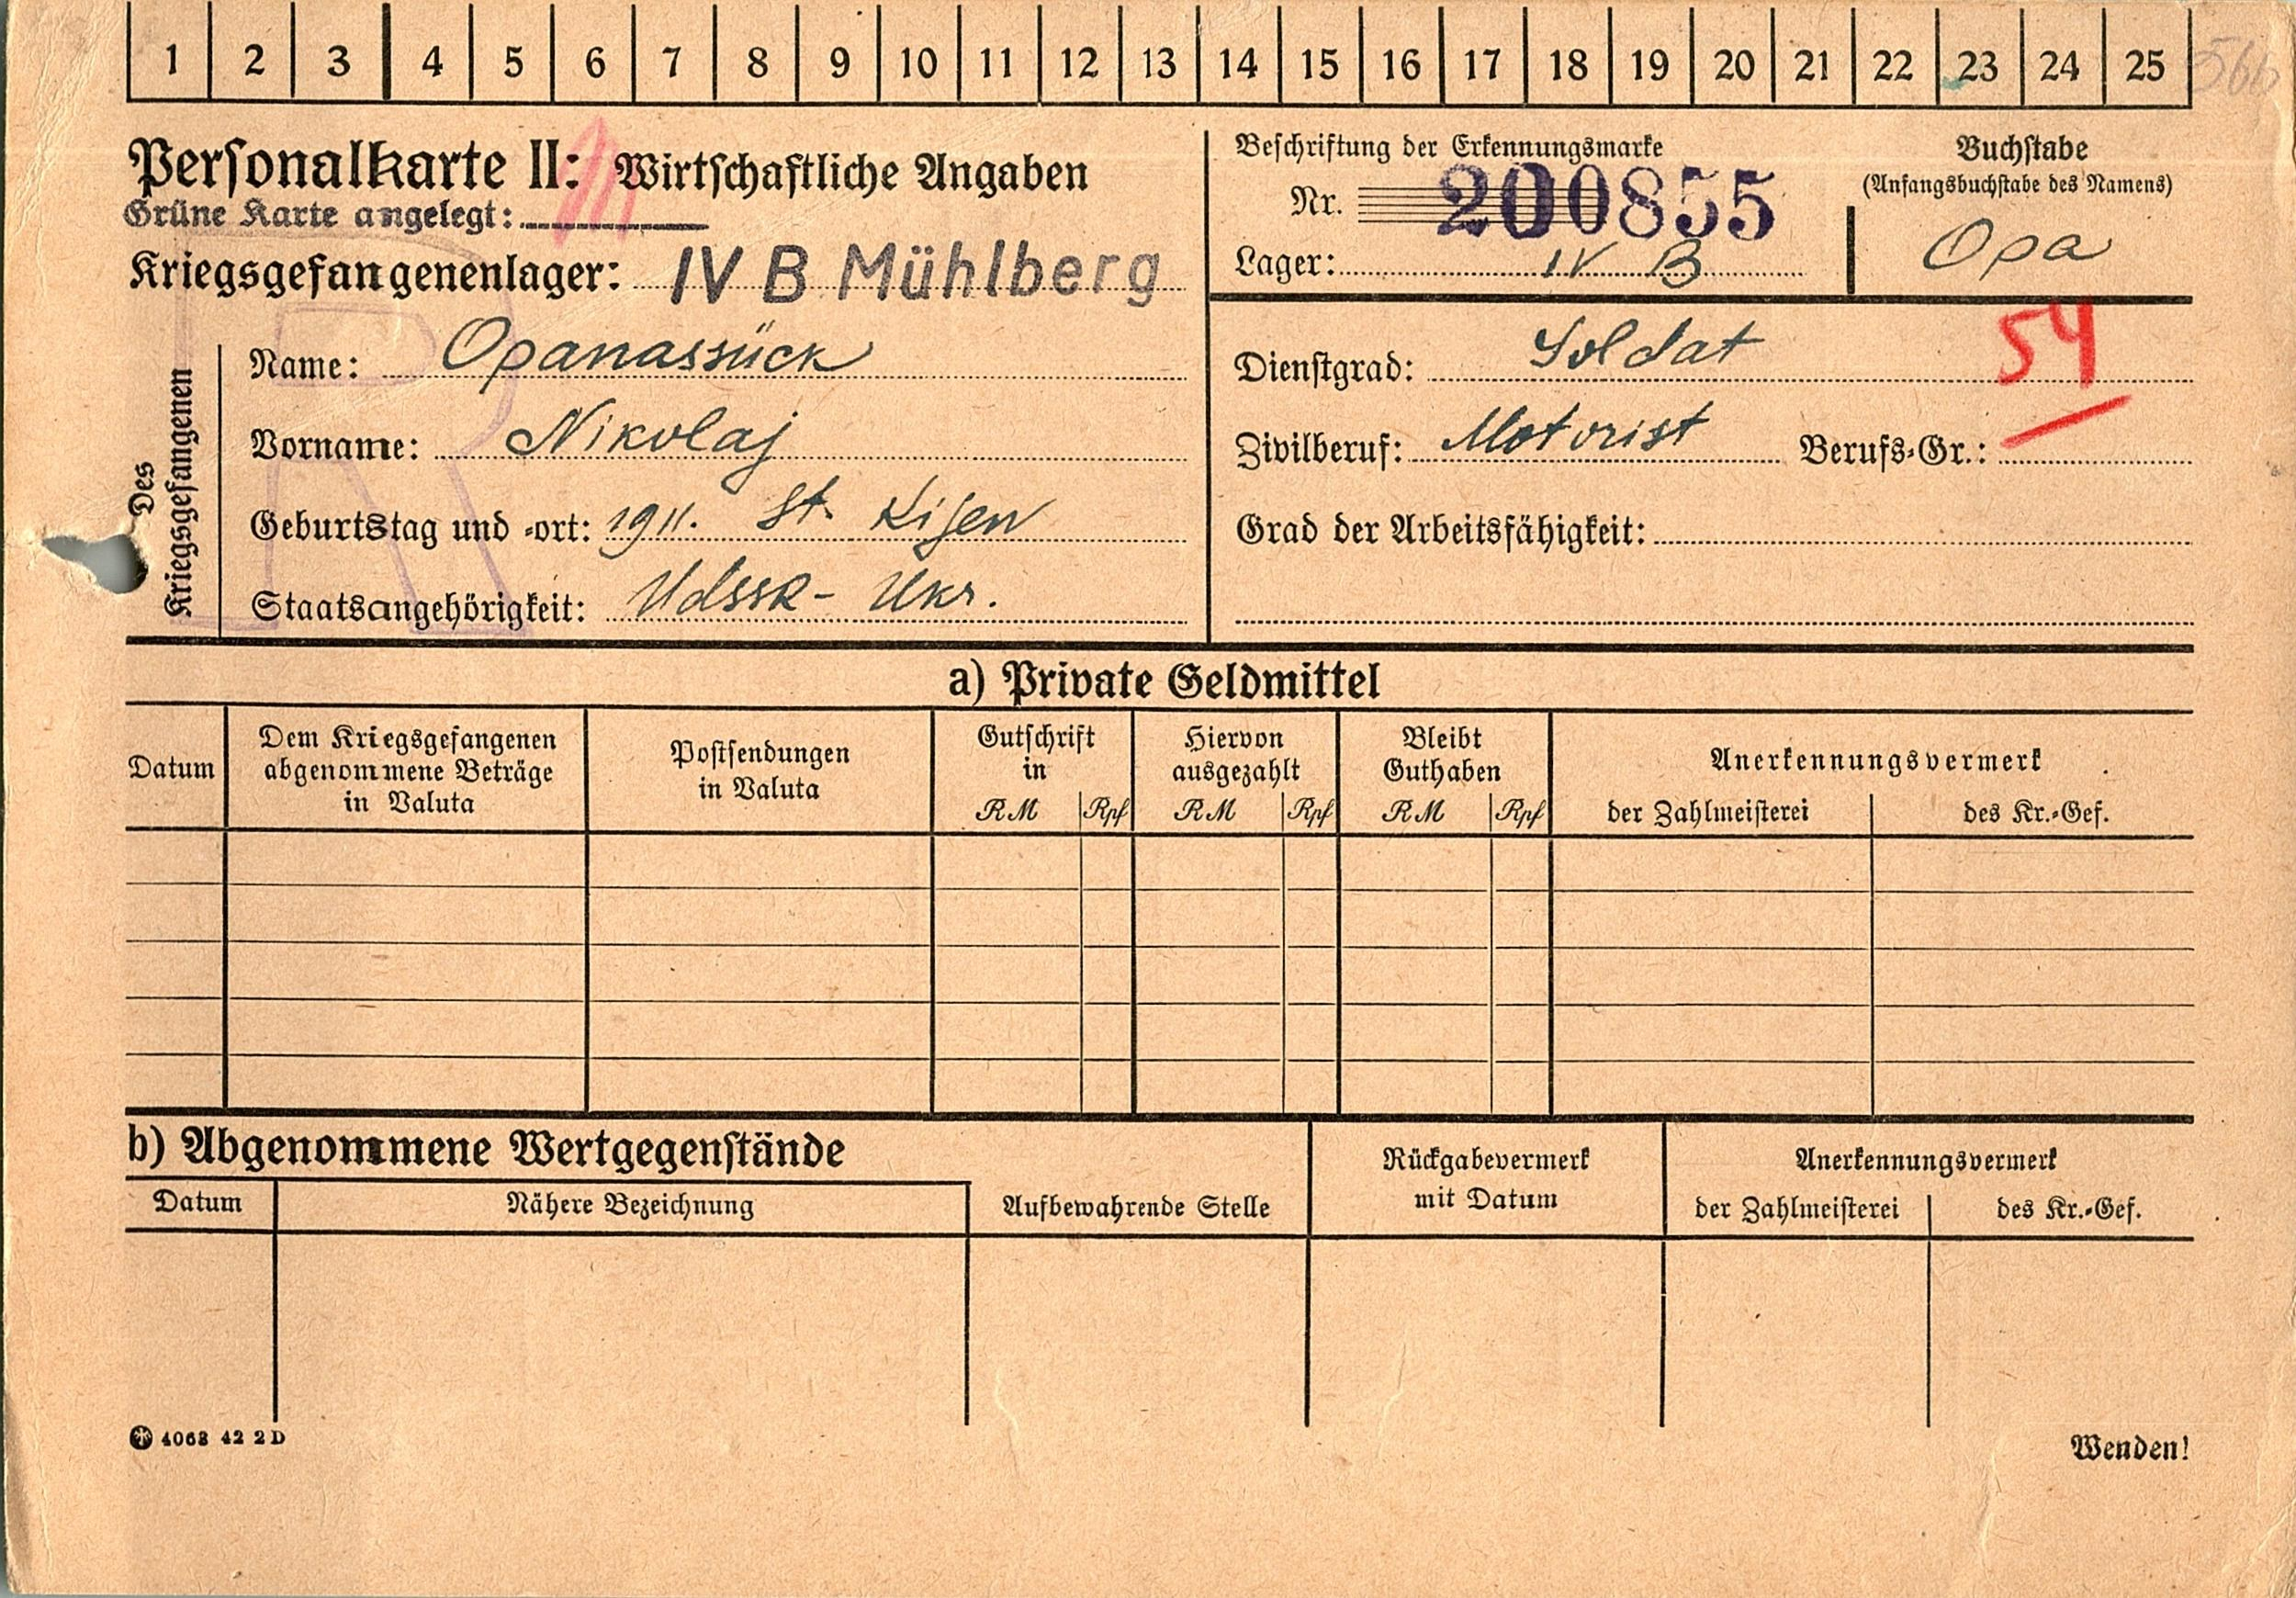 1 2 3 4 5 6 7 8 9 10 11 12 13 14 15 16 17 18 19 20 21 22 23 24 25
Personalkarte II: Wirtschaftliche Angaben
Grüne Karte angelegt:
Kriegsgefangenenlager: IV B Mühlberg
Beschriftung der Erkennungsmarke
Nr. 200855
Lager: IV B
Buchstabe
(Anfangsbuchstabe des Namens)
Opa
Des Kriegsgefangenen
Name: Opanassück
Vorname: Nikolaj
Geburtstag und -ort: 1911. St. Kijew
Staatsangehörigkeit: UdSSR - Ukr.
Dienstgrad: Soldat
54
Zivilberuf: Motorist Berufs-Gr.:
Grad der Arbeitsfähigkeit:
a) Private Geldmittel
Datum
Dem Kriegsgefangenen
abgenommene Beträge
in Valuta
Postsendungen
in Valuta
Gutschrift
in
RM Rpf
Hiervon
ausgezahlt
RM Rpf
Bleibt
Guthaben
RM Rpf
Anerkennungsvermerk
der Zahlmeisterei des Kr.-Gef.
b) Abgenommene Wertgegenstände
Datum Nähere Bezeichnung Aufbewahrende Stelle
Rückgabevermerk
mit Datum
Anerkennungsvermerk
der Zahlmeisterei des Kr.-Gef.
4063 42 2 D
Wenden!